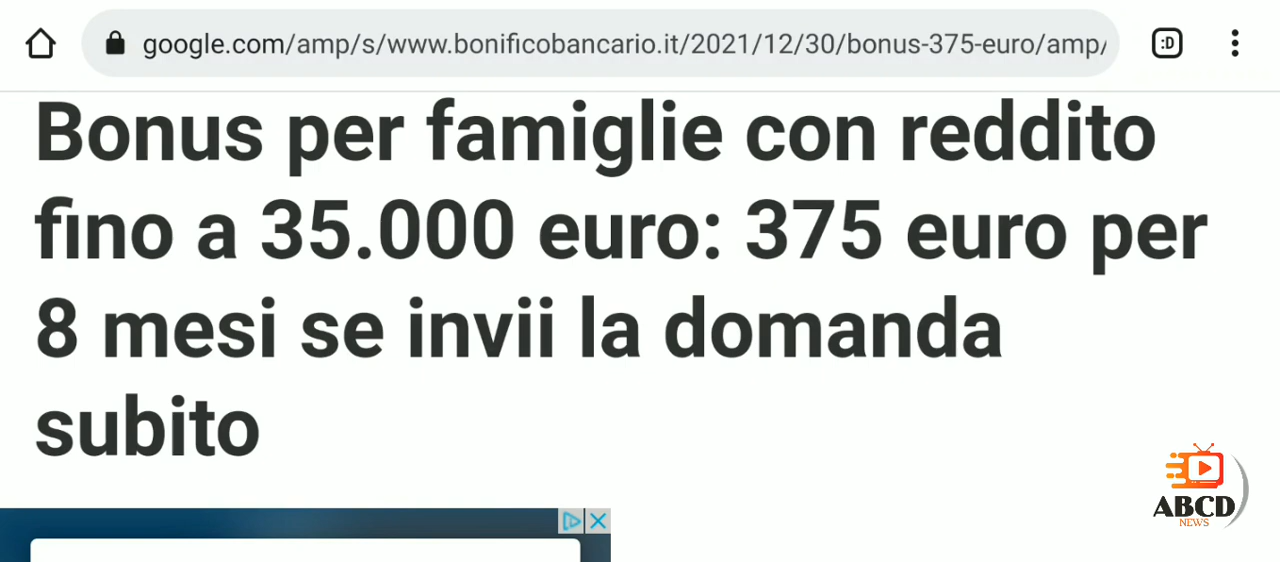 google.com/amp/s/www.bonificobancario.it/2021/12/30/bonus-375-euro/amp/
:D
Bonus per famiglie con reddito
fino a 35.000 euro: 375 euro per
8 mesi se invii la domanda
subito
ABCD
NEWS